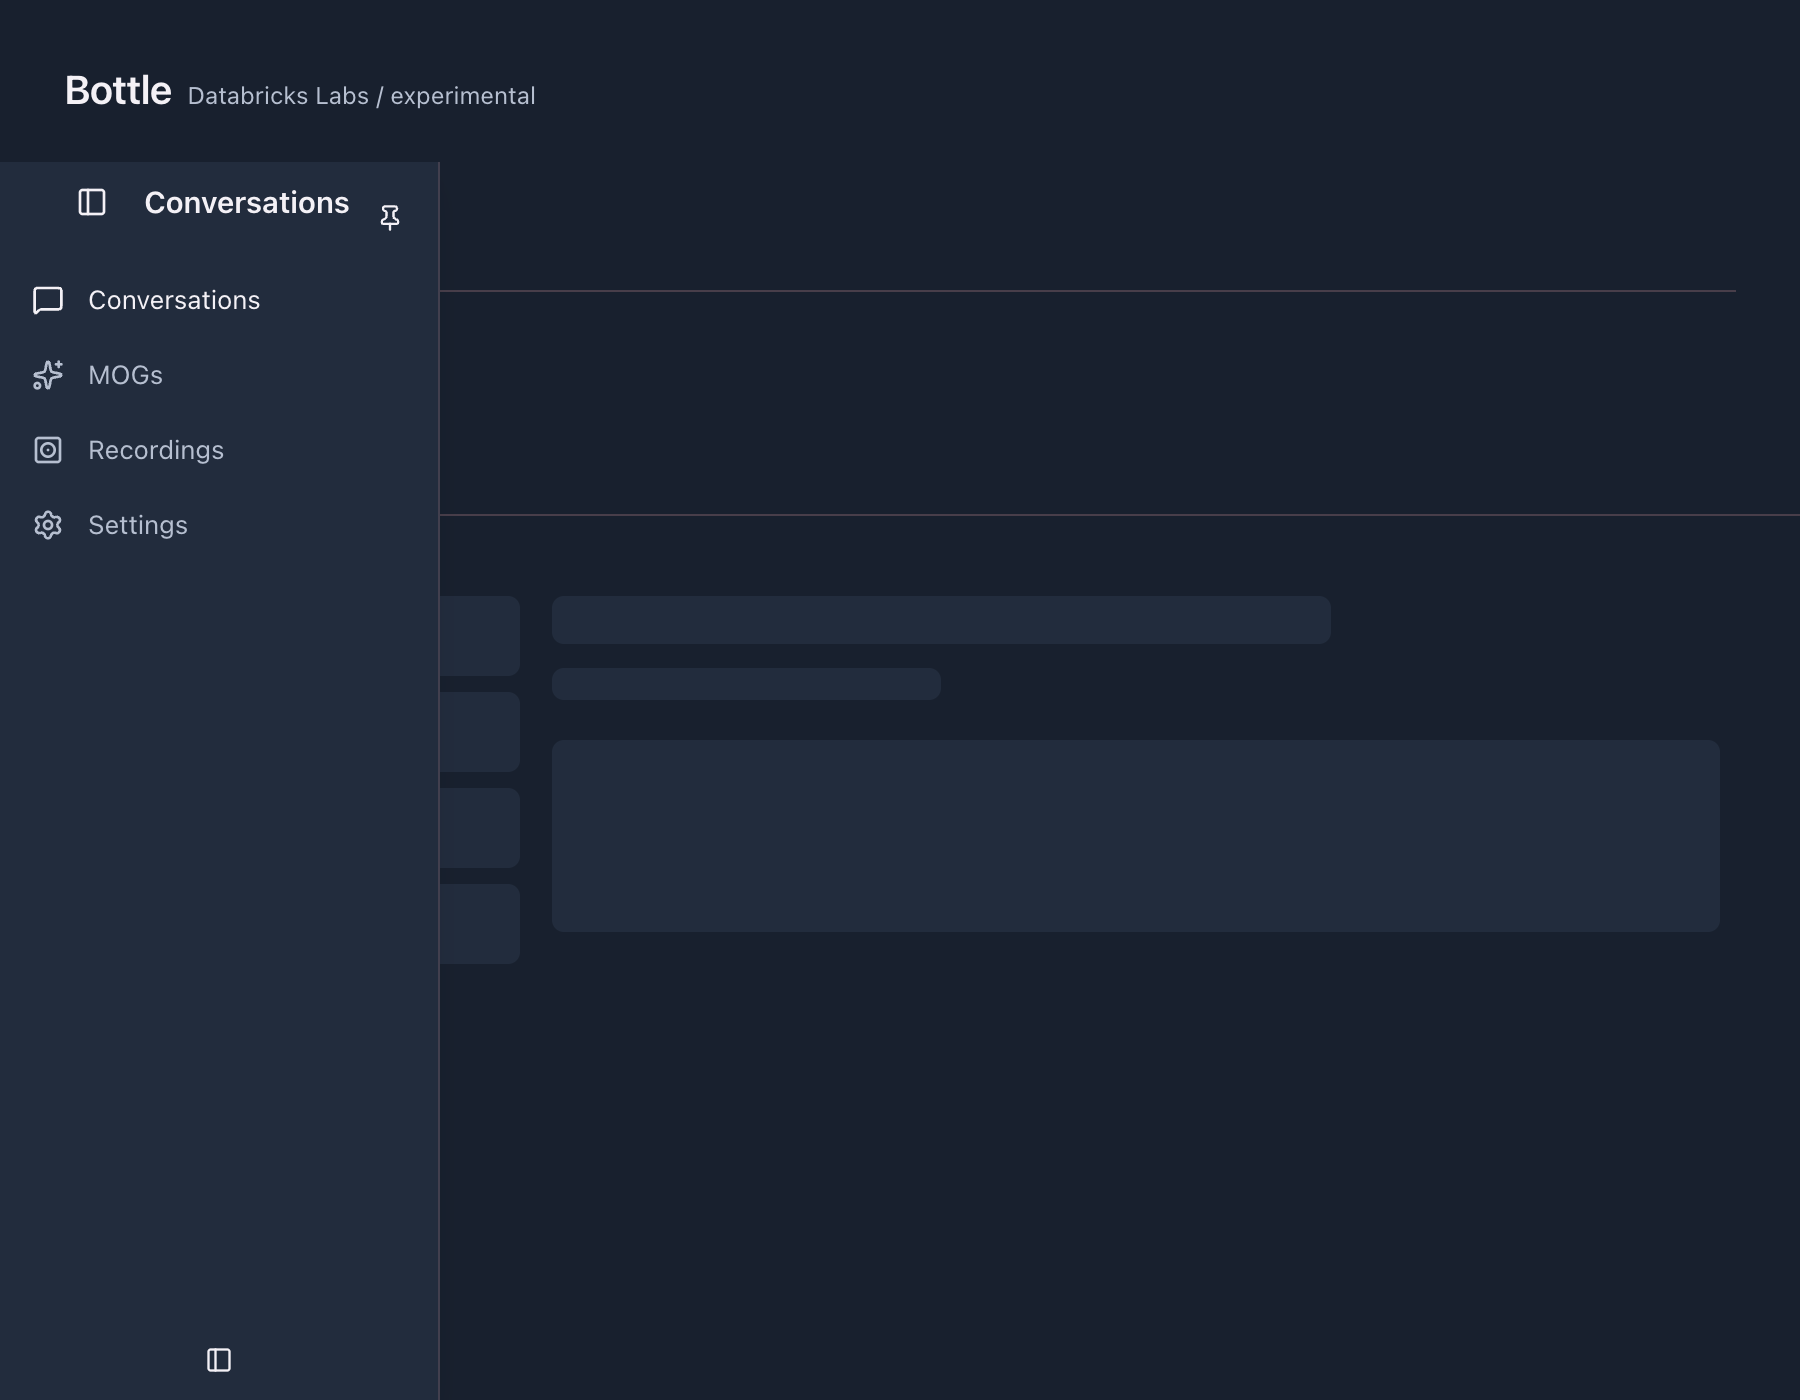 Bottle Databricks Labs / experimental
Conversations
Conversations
MOGs
Recordings
Settings